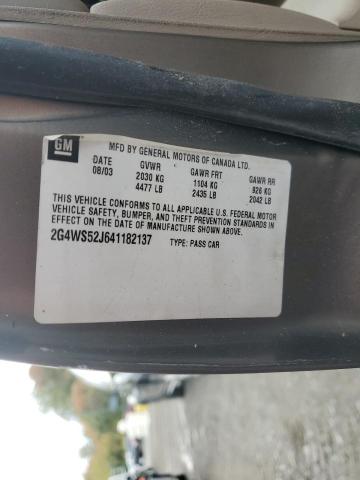 GM
MFD BY GENERAL MOTORS OF CANADA LTD.
DATE GVWR GAWR FRT GAWR RR
08/03 2030 KG 1104 KG 926 KG
4477 LB 2435 LB 2042 LB
THIS VEHICLE CONFORMS TO ALL APPLICABLE U.S. FEDERAL MOTOR
VEHICLE SAFETY, BUMPER, AND THEFT PREVENTION STANDARDS
IN EFFECT ON THE DATE OF MANUFACTURE SHOWN ABOVE.
2G4WS52J641182137 TYPE: PASS CAR